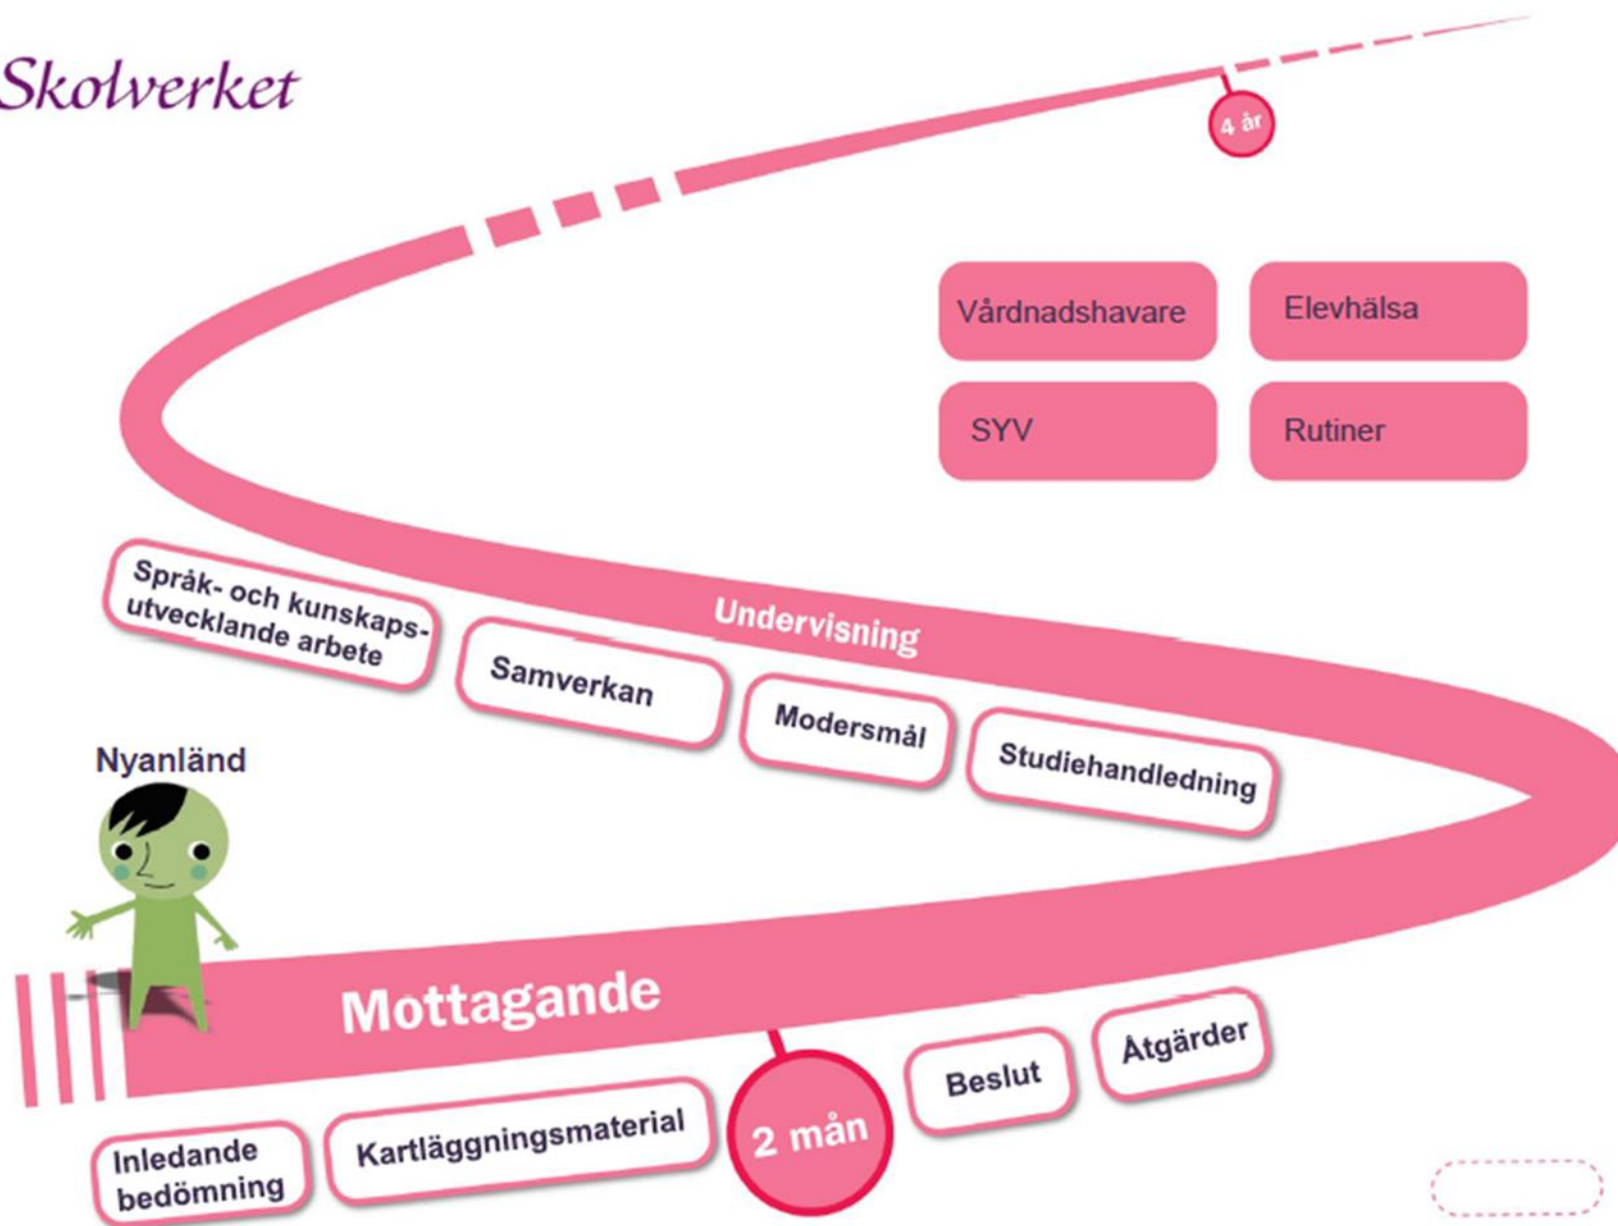 Skolverket
4 år
Vårdnadshavare
Elevhälsa
SYV
Rutiner
Undervisning
Språk- och kunskaps-
utvecklande arbete
Samverkan
Modersmål
Studiehandledning
Nyanländ
Mottagande
Inledande
bedömning
Kartläggningsmaterial
2 mån
Beslut
Åtgärder